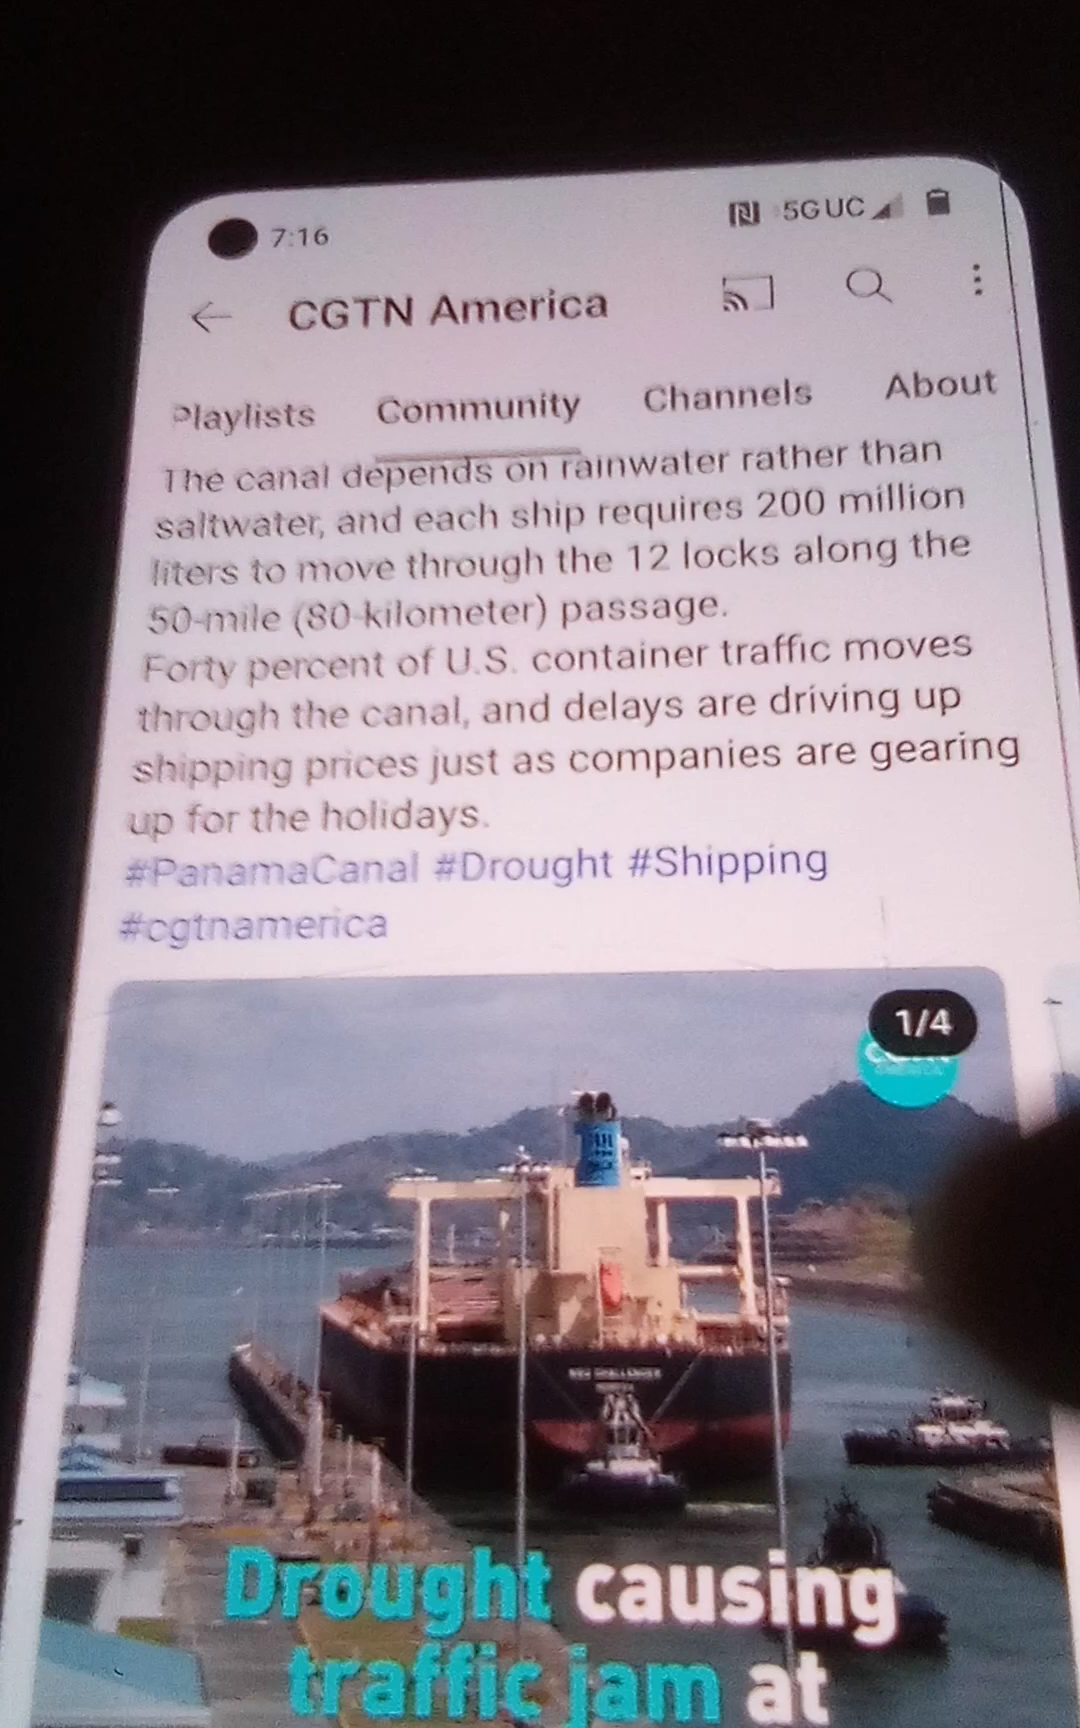 7:16
5G UC
CGTN America
Playlists Community Channels About
The canal depends on rainwater rather than
saltwater, and each ship requires 200 million
liters to move through the 12 locks along the
50-mile (80-kilometer) passage.
Forty percent of U.S. container traffic moves
through the canal, and delays are driving up
shipping prices just as companies are gearing
up for the holidays.
#PanamaCanal #Drought #Shipping
#cgtnamerica
1/4
Drought causing
traffic jam at